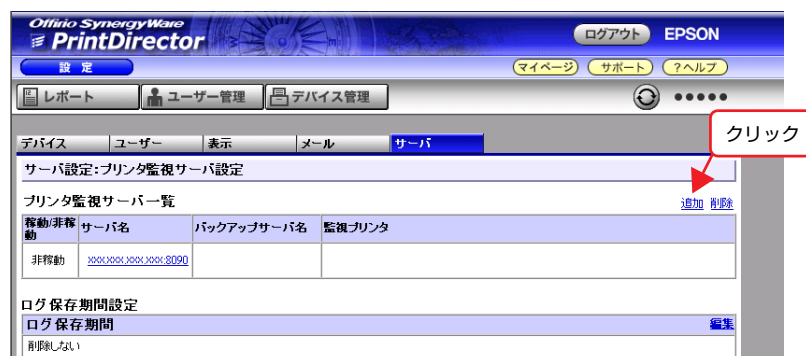 Offirio SynergyWare
PrintDirector
ログアウト EPSON
設定 マイページ サポート ?ヘルプ
レポート ユーザー管理 デバイス管理
クリック
デバイス ユーザー 表示 メール サーバ
サーバ設定:プリンタ監視サーバ設定
プリンタ監視サーバー一覧 追加 削除
稼動/非稼動 サーバ名 バックアップサーバ名 監視プリンタ
非稼動 xxx.xxx.xxx.xxx:8090
ログ保存期間設定
ログ保存期間 編集
削除しない